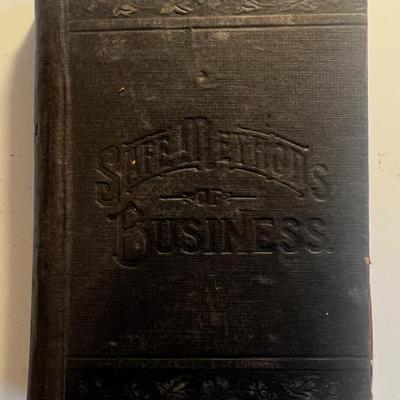 SAFE METHODS
OF
BUSINESS.